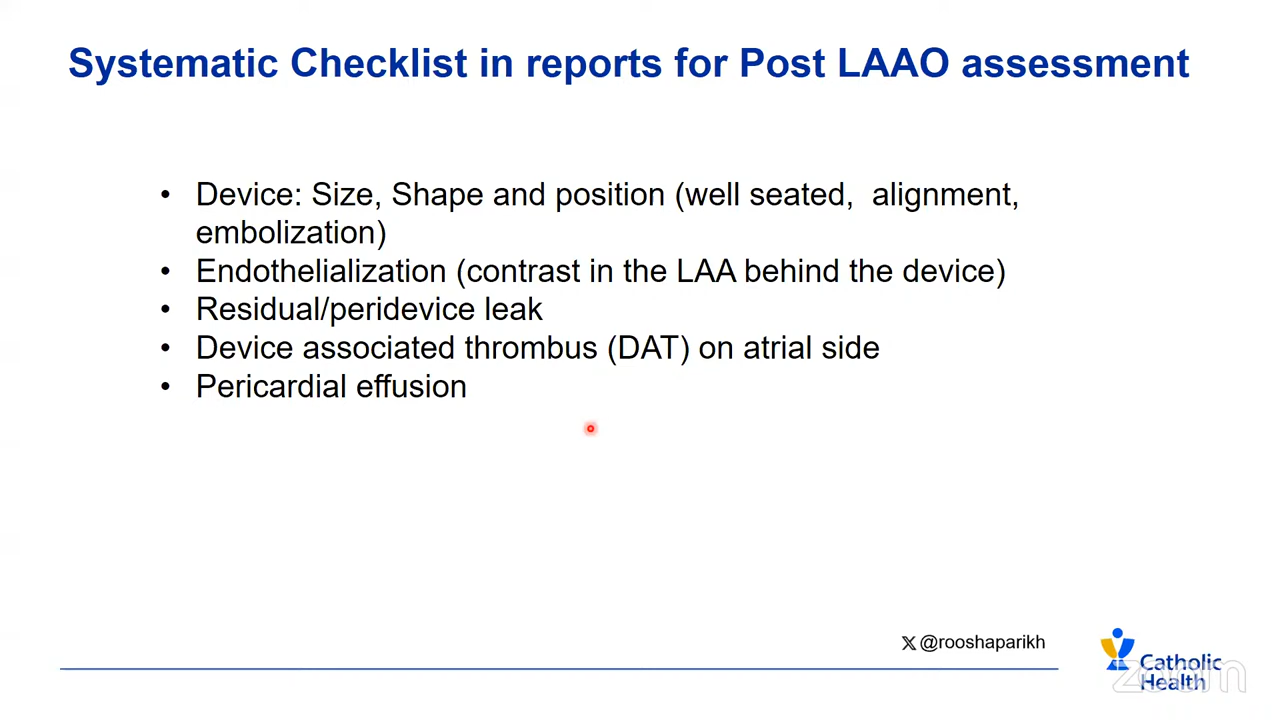 Systematic Checklist in reports for Post LAAO assessment
• Device: Size, Shape and position (well seated,  alignment,
embolization)
• Endothelialization (contrast in the LAA behind the device)
• Residual/peridevice leak
• Device associated thrombus (DAT) on atrial side
• Pericardial effusion
𝕏 @rooshaparikh
Catholic
Health
zoom